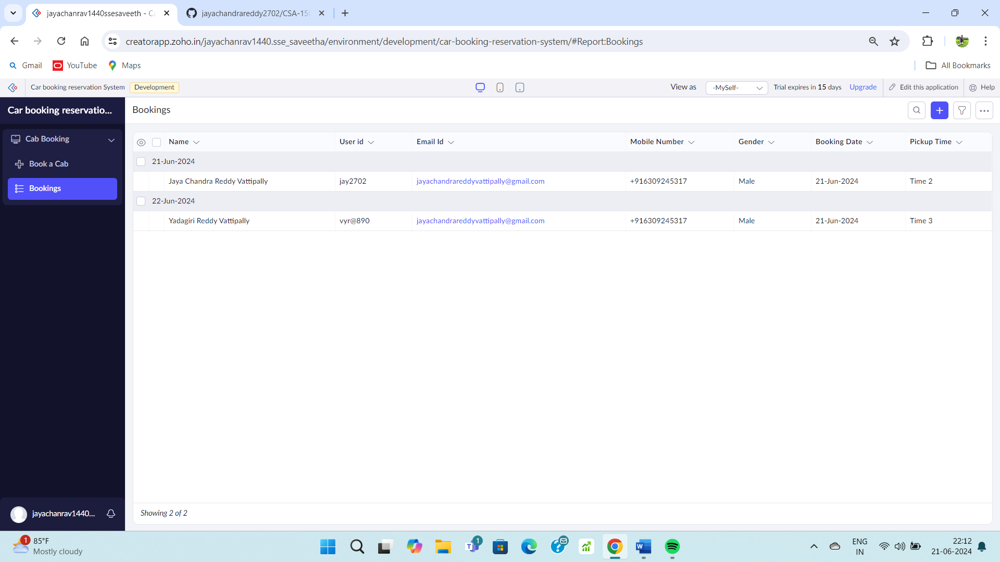 jayachanrav1440ssesaveeth - Ca
jayachandrareddy2702/CSA-158
creatorapp.zoho.in/jayachanrav1440.sse_saveetha/environment/development/car-booking-reservation-system/#Report:Bookings
Gmail YouTube Maps All Bookmarks
Car booking reservation System Development View as -MySelf- Trial expires in 15 days Upgrade Edit this application Help
Car booking reservatio...
Bookings
Cab Booking
Book a Cab
Bookings
Name User id Email Id Mobile Number Gender Booking Date Pickup Time
21-Jun-2024
Jaya Chandra Reddy Vattipally jay2702 jayachandrareddyvattipally@gmail.com +916309245317 Male 21-Jun-2024 Time 2
22-Jun-2024
Yadagiri Reddy Vattipally vyr@890 jayachandrareddyvattipally@gmail.com +916309245317 Male 21-Jun-2024 Time 3
Showing 2 of 2
jayachanrav1440...
1 85°F
Mostly cloudy
1
ENG
IN
22:12
21-06-2024